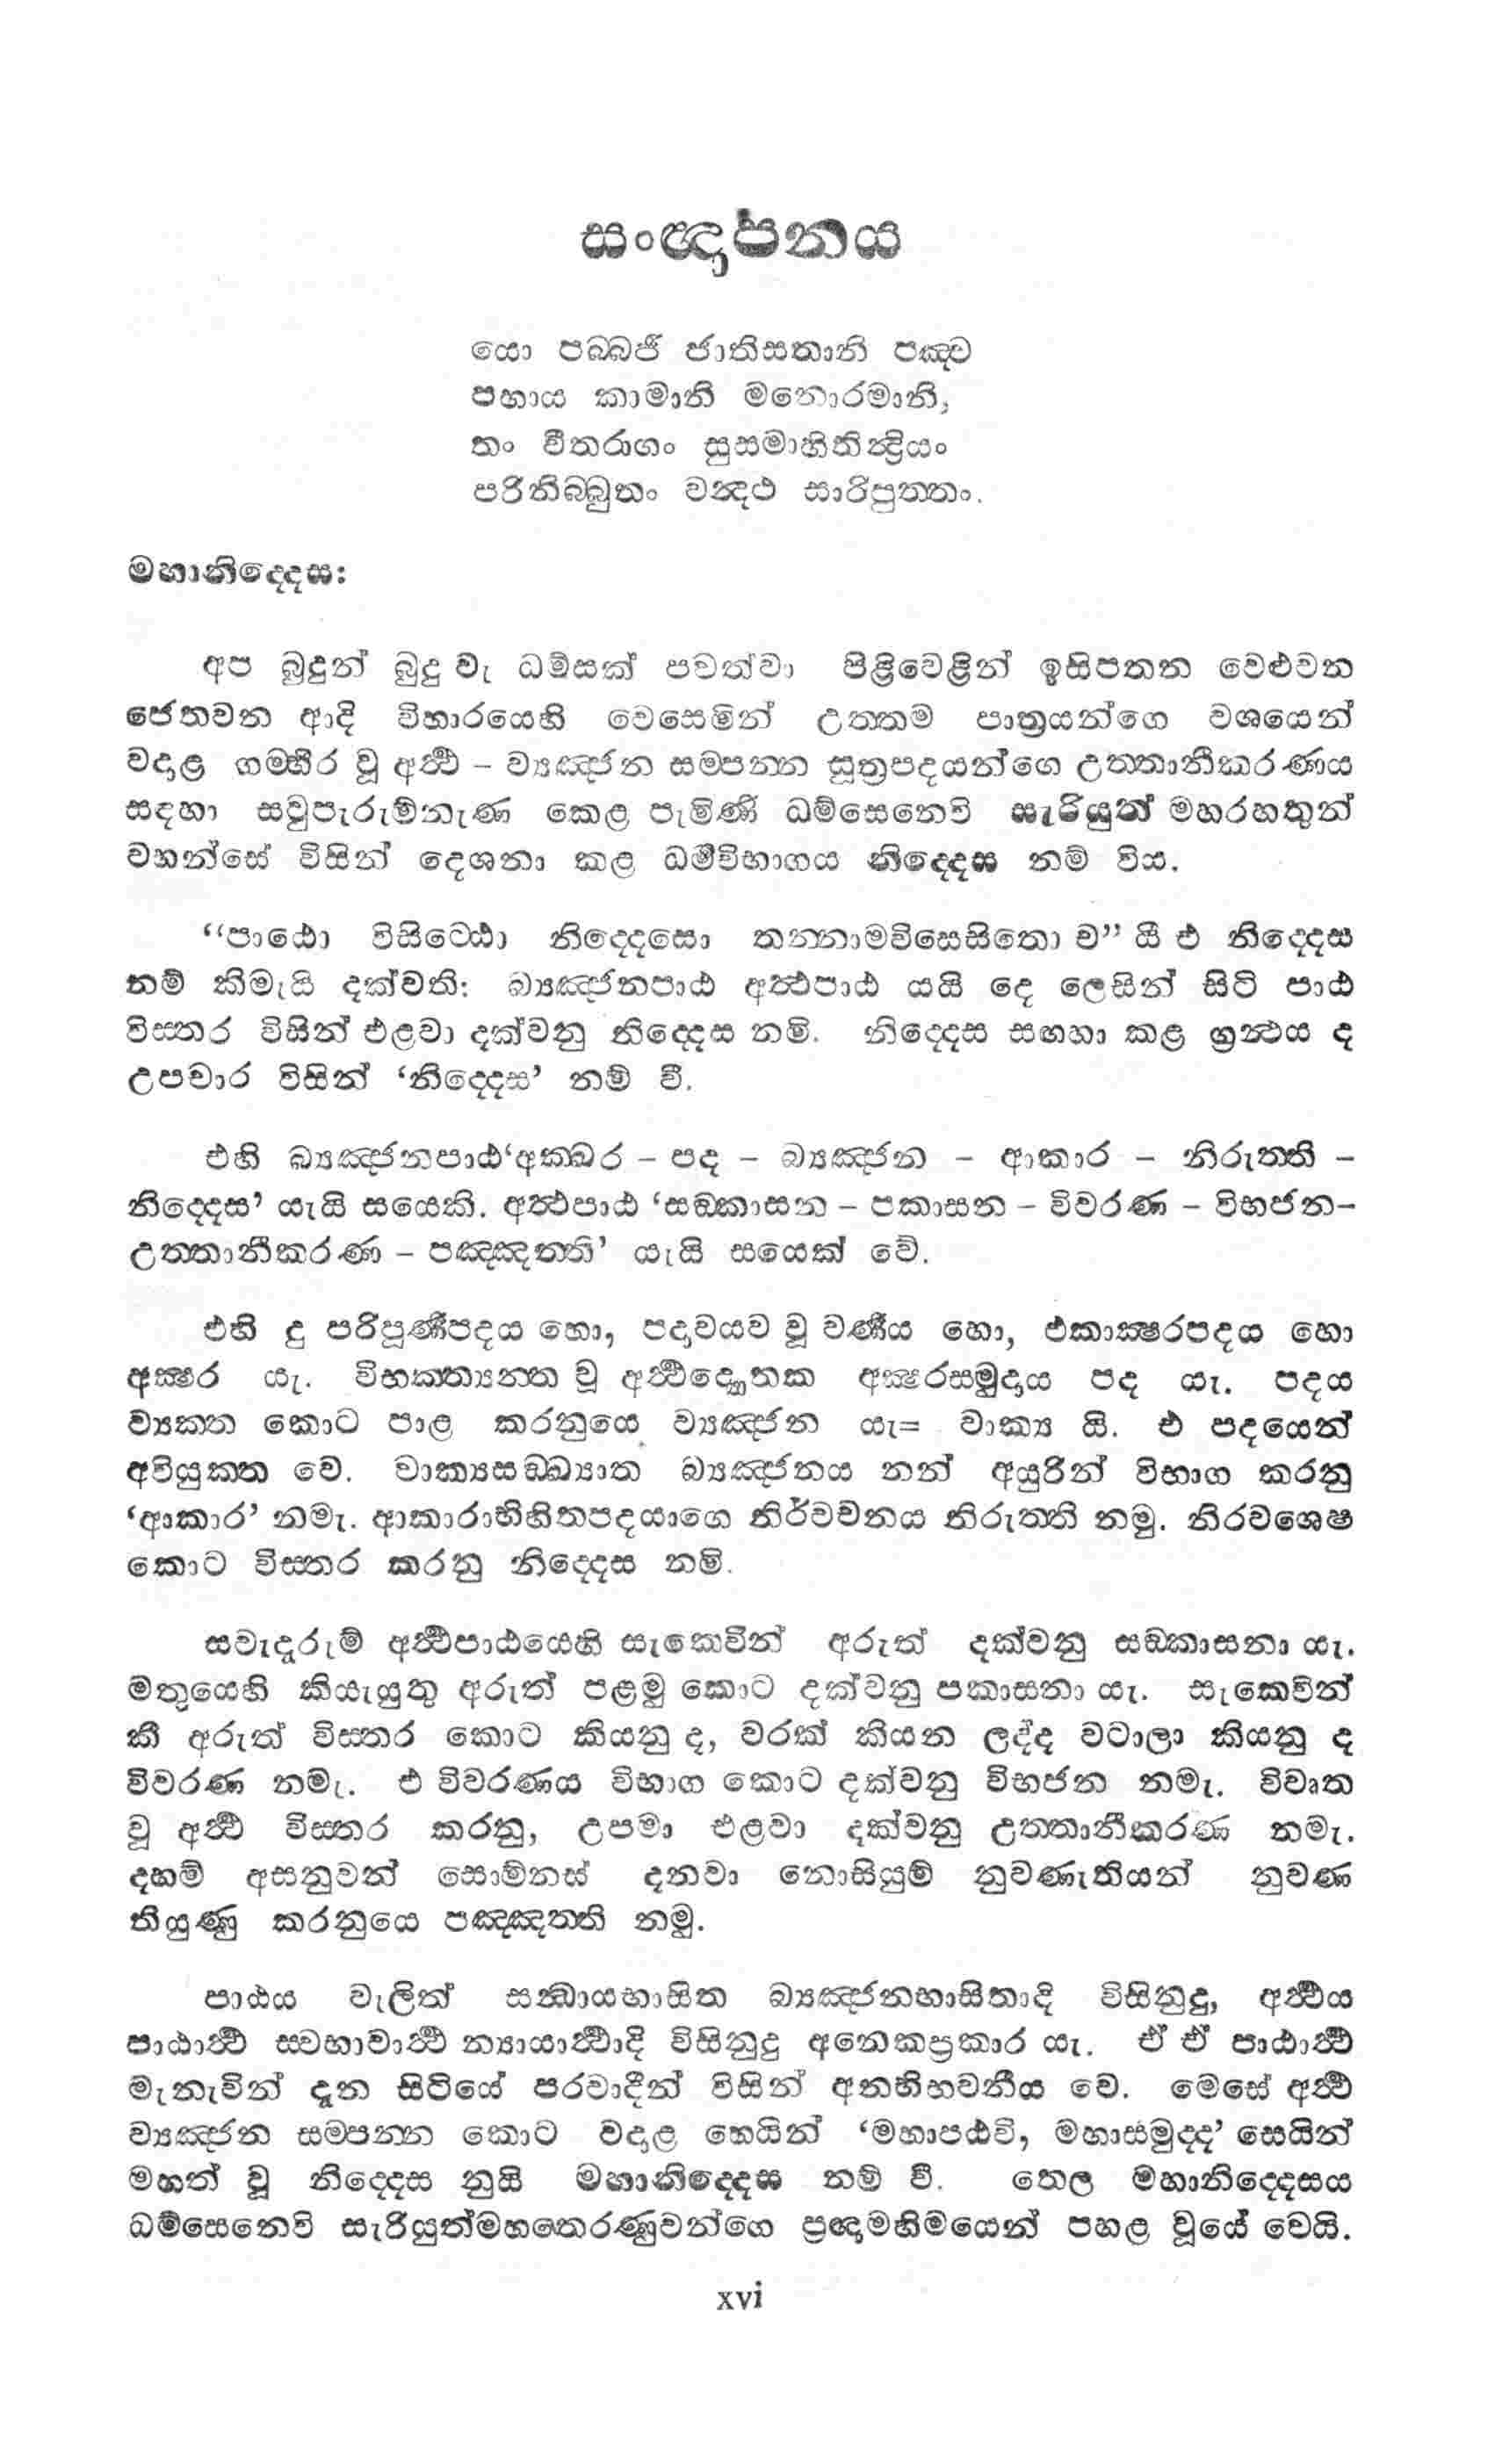 සංඥාපනය
යො පබ්බජී ජාතිසතානි පඤ්ච
පහාය කාමානි මනොරමානි,
තං වීතරාගං සුසමාහිතින්ද්‍රියං
පරිනිබ්බුතං වන්දථ සාරිපුත්තං.
මහානිද්දෙස:
අප බුදුන් බුදු වැ ධම්සක් පවත්වා පිළිවෙළින් ඉසිපතන වෙළුවන
ජෙතවන ආදි විහාරයෙහි වෙසෙමින් උත්තම පාත්‍රයන්ගෙ වශයෙන්
වදාළ ගම්භීර වූ අර්‍ත්‍ථ – ව්‍යඤ්ජන සම්පන්න සූත්‍රපදයන්ගෙ උත්තානීකරණය
සඳහා සවුපැරුම්නැණ කෙළ පැමිණි ධම්සෙනෙවි සැරියුත් මහරහතුන්
වහන්සේ විසින් දෙශනා කළ ධර්‍මවිභාගය නිද්දෙස නම් විය.
“පාඨො විසිට්ඨො නිද්දෙසො තන්නාමවිසෙසිතො ච” යී එ නිද්දෙස
නම් කිමැයි දක්වති: බ්‍යඤ්ජනපාඨ අත්‍ථපාඨ යයි දෙ ලෙසින් සිටි පාඨ
විස්තර විසින් එළවා දක්වනු නිද්දෙස නමි. නිද්දෙස සඟහා කළ ග්‍රන්‍ථය ද
උපචාර විසින් ‘නිද්දෙස’ නම් වී.
එහි බ්‍යඤ්ජනපාඨ‘අක්ඛර – පද – බ්‍යඤ්ජන – ආකාර – නිරුත්ති –
නිද්දෙස’ යැයි සයෙකි. අත්‍ථපාඨ ‘සඞ්කාසන – පකාසන – විවරණ – විභජන–
උත්තානීකරණ – පඤ්ඤත්ති’ යැයි සයෙක් වේ.
එහි දු පරිපූර්‍ණපදය හො, පදාවයව වූ වර්‍ණය හො, එකාක්‍ෂරපදය හො
අක්‍ෂර යැ. විභක්ත්‍යන්ත වූ අර්‍ත්‍ථද්‍යොතක අක්‍ෂරසමුදාය පද යැ. පදය
ව්‍යක්ත කොට පාළ කරනුයෙ ව්‍යඤ්ජන යැ= වාක්‍ය යි. එ පදයෙන්
අවියුක්ත වෙ. වාක්‍යසඞ්ඛ්‍යාත බ්‍යඤ්ජනය නන් අයුරින් විභාග කරනු
‘ආකාර’ නමැ. ආකාරාභිහිතපදයාගෙ නිර්වචනය නිරුත්ති නමු. නිරවශෙෂ
කොට විස්තර කරනු නිද්දෙස නමි.
සවැදෑරුම් අර්‍ත්‍ථපාඨයෙහි සැකෙවින් අරුත් දක්වනු සඞ්කාසනා යැ.
මතුයෙහි කියැයුතු අරුත් පළමු කොට දක්වනු පකාසනා යැ. සැකෙවින්
කී අරුත් විස්තර කොට කියනු ද, වරක් කියන ලද්ද වටාලා කියනු ද
විවරණ නමැ. එ විවරණය විභාග කොට දක්වනු විභජන නමැ. විවෘත
වූ අර්‍ත්‍ථ විස්තර කරනු, උපමා එළවා දක්වනු උත්තානීකරණ නමැ.
දහම් අසනුවන් සොම්නස් දනවා නොසියුම් නුවණැතියන් නුවණ
තියුණු කරනුයෙ පඤ්ඤත්ති නමු.
පාඨය වැලිත් සන්ධායභාසිත බ්‍යඤ්ජනභාසිතාදි විසිනුදු, අර්‍ත්‍ථය
පාඨාර්‍ත්‍ථ ස්වභාවාර්‍ත්‍ථ න්‍යායාර්‍ත්‍ථාදි විසිනුදු අනෙකප්‍රකාර යැ. ඒ ඒ පාඨාර්‍ත්‍ථ
මැනැවින් දූත සිටියේ පරවාදීන් විසින් අනභිභවනීය වෙ. මෙසේ අර්‍ත්‍ථ
ව්‍යඤ්ජන සම්පන්න කොට වදාළ හෙයින් ‘මහාපඨවි, මහාසමුද්ද’ සෙයින්
මහත් වූ නිද්දෙස නුයි මහානිද්දෙස නම් වී. තෙල මහානිද්දෙසය
ධම්සෙනෙවි සැරියුත්මහතෙරණුවන්ගෙ ප්‍රඥාමහිමයෙන් පහළ වූයේ වෙයි.
xvi